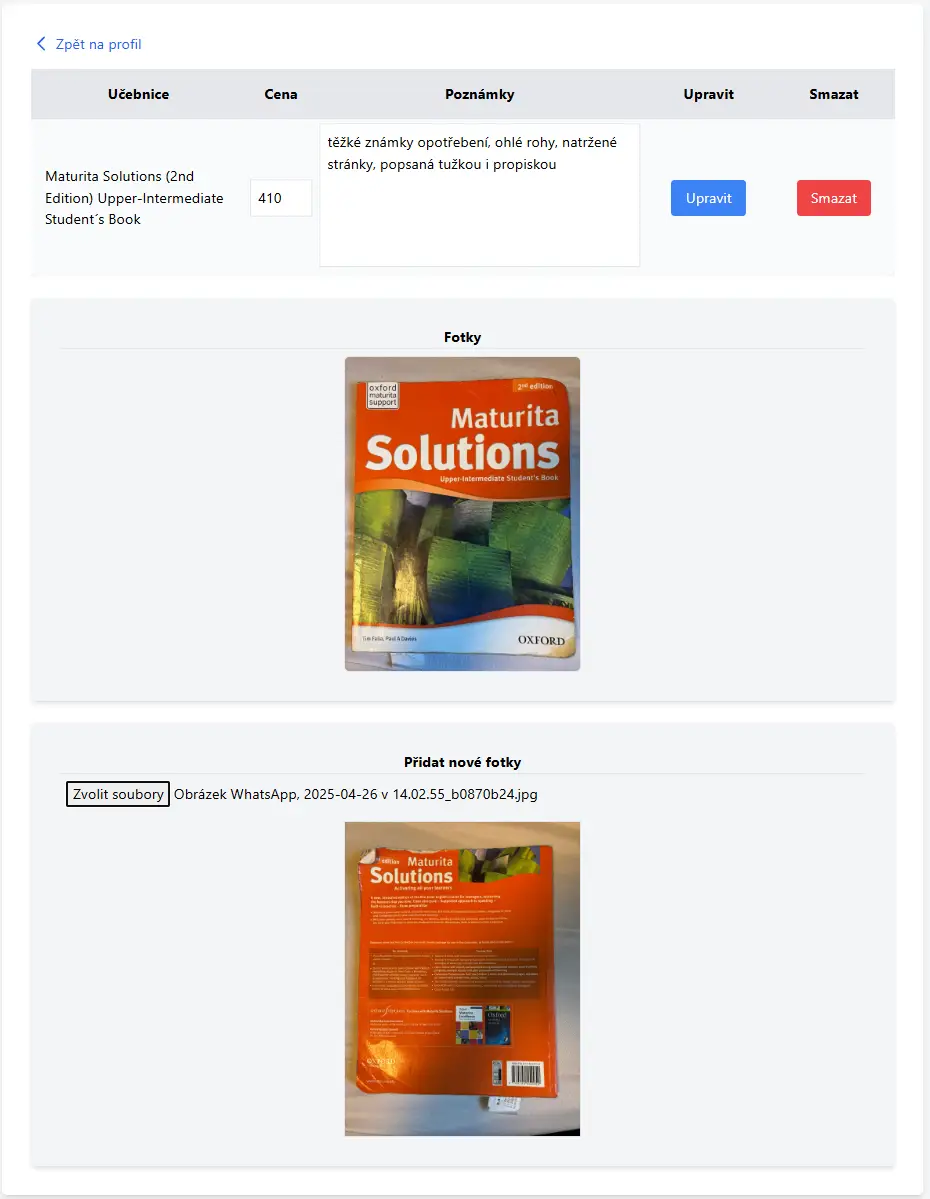 Zpět na profil
Učebnice Cena Poznámky Upravit Smazat
Maturita Solutions (2nd
Edition) Upper-Intermediate
Student´s Book
410
těžké známky opotřebení, ohlé rohy, natržené
stránky, popsaná tužkou i propiskou
Upravit
Smazat
Fotky
oxford
maturita
support
2nd edition
Maturita
Solutions
Upper-Intermediate Student's Book
Tim Falla, Paul A Davies
OXFORD
Přidat nové fotky
Zvolit soubory Obrázek WhatsApp, 2025-04-26 v 14.02.55_b0870b24.jpg
edition Maturita
Solutions
Activating all your learners
OXFORD